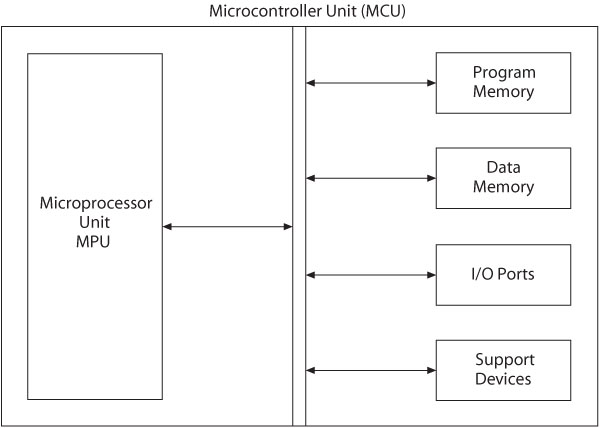 Microcontroller Unit (MCU)
Microprocessor
Unit
MPU
Program
Memory
Data
Memory
I/O Ports
Support
Devices